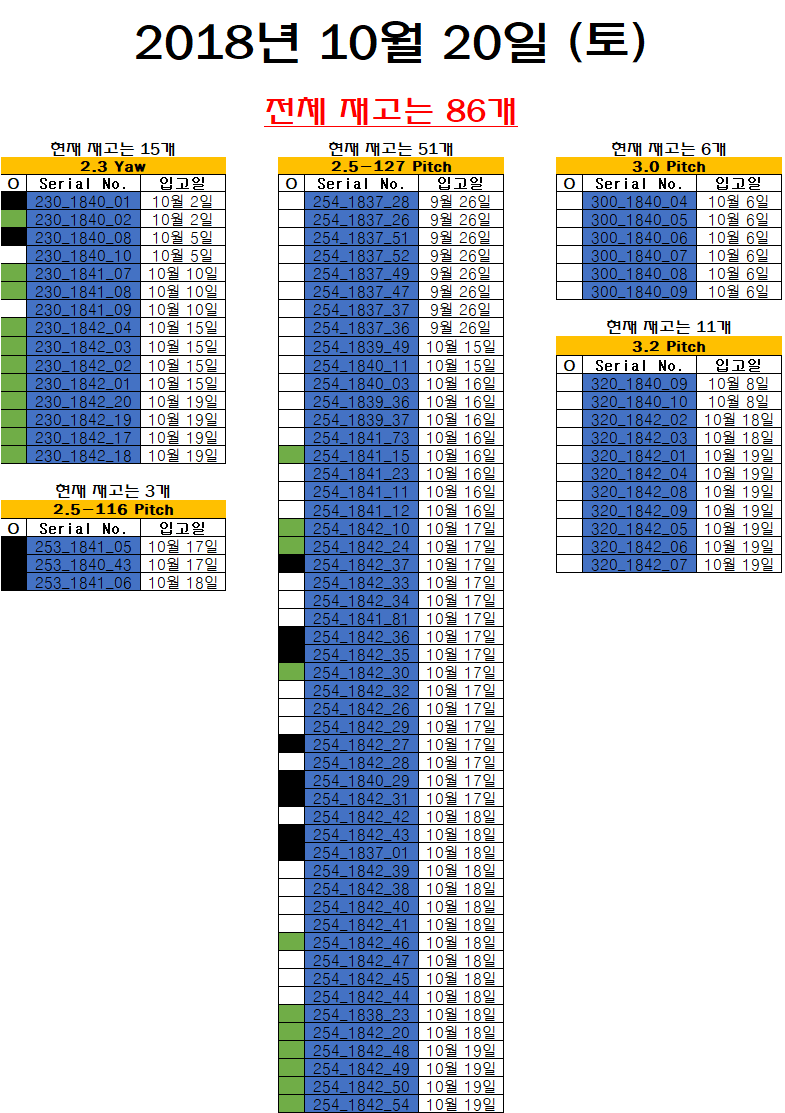 2018년 10월 20일 (토)
전체 재고는 86개
현재 재고는 15개
2.3 Yaw
O Serial No. 입고일
230_1840_01 10월 2일
230_1840_02 10월 2일
230_1840_08 10월 5일
230_1840_10 10월 5일
230_1841_07 10월 10일
230_1841_08 10월 10일
230_1841_09 10월 10일
230_1842_04 10월 15일
230_1842_03 10월 15일
230_1842_02 10월 15일
230_1842_01 10월 15일
230_1842_20 10월 19일
230_1842_19 10월 19일
230_1842_17 10월 19일
230_1842_18 10월 19일
현재 재고는 3개
2.5-116 Pitch
O Serial No. 입고일
253_1841_05 10월 17일
253_1840_43 10월 17일
253_1841_06 10월 18일
현재 재고는 51개
2.5-127 Pitch
O Serial No. 입고일
254_1837_28 9월 26일
254_1837_26 9월 26일
254_1837_51 9월 26일
254_1837_52 9월 26일
254_1837_49 9월 26일
254_1837_47 9월 26일
254_1837_37 9월 26일
254_1837_36 9월 26일
254_1839_49 10월 15일
254_1840_11 10월 15일
254_1840_03 10월 16일
254_1839_36 10월 16일
254_1839_37 10월 16일
254_1841_73 10월 16일
254_1841_15 10월 16일
254_1841_23 10월 16일
254_1841_11 10월 16일
254_1841_12 10월 16일
254_1842_10 10월 17일
254_1842_24 10월 17일
254_1842_37 10월 17일
254_1842_33 10월 17일
254_1842_34 10월 17일
254_1841_81 10월 17일
254_1842_36 10월 17일
254_1842_35 10월 17일
254_1842_30 10월 17일
254_1842_32 10월 17일
254_1842_26 10월 17일
254_1842_29 10월 17일
254_1842_27 10월 17일
254_1842_28 10월 17일
254_1840_29 10월 17일
254_1842_31 10월 17일
254_1842_42 10월 18일
254_1842_43 10월 18일
254_1837_01 10월 18일
254_1842_39 10월 18일
254_1842_38 10월 18일
254_1842_40 10월 18일
254_1842_41 10월 18일
254_1842_46 10월 18일
254_1842_47 10월 18일
254_1842_45 10월 18일
254_1842_44 10월 18일
254_1838_23 10월 18일
254_1842_20 10월 18일
254_1842_48 10월 19일
254_1842_49 10월 19일
254_1842_50 10월 19일
254_1842_54 10월 19일
현재 재고는 6개
3.0 Pitch
O Serial No. 입고일
300_1840_04 10월 6일
300_1840_05 10월 6일
300_1840_06 10월 6일
300_1840_07 10월 6일
300_1840_08 10월 6일
300_1840_09 10월 6일
현재 재고는 11개
3.2 Pitch
O Serial No. 입고일
320_1840_09 10월 8일
320_1840_10 10월 8일
320_1842_02 10월 18일
320_1842_03 10월 18일
320_1842_01 10월 19일
320_1842_04 10월 19일
320_1842_08 10월 19일
320_1842_09 10월 19일
320_1842_05 10월 19일
320_1842_06 10월 19일
320_1842_07 10월 19일